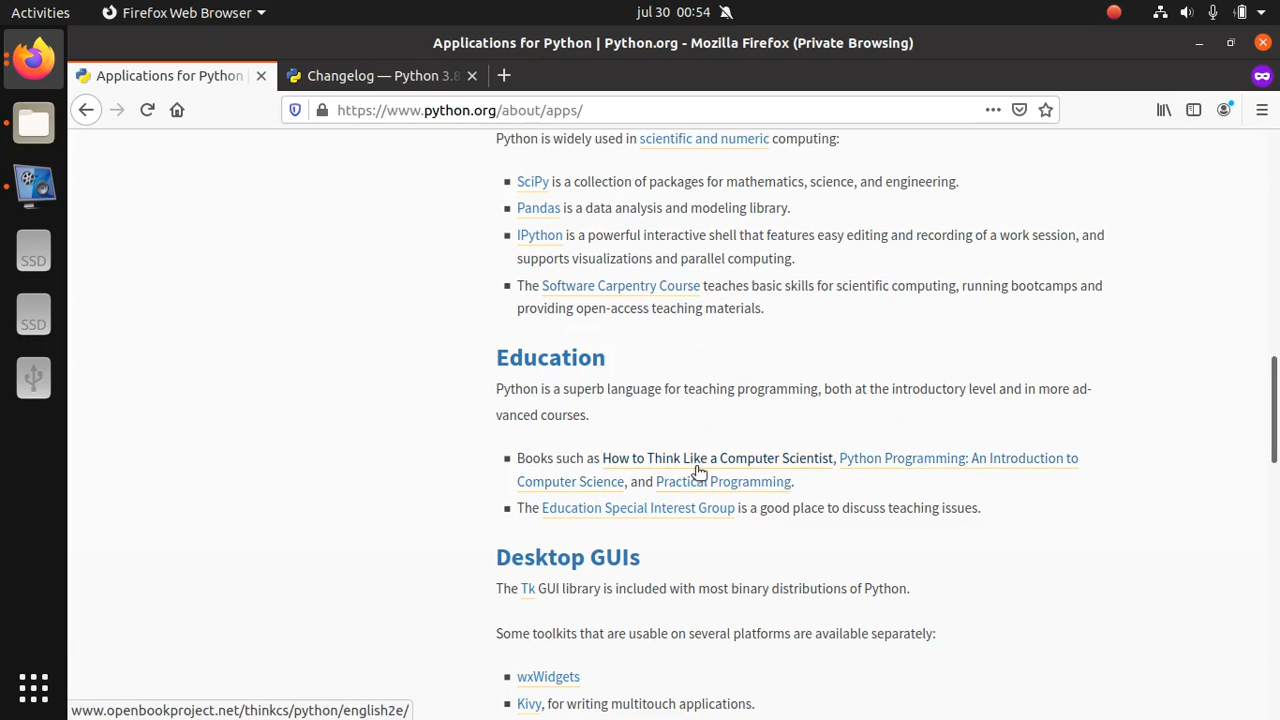 Activities
Firefox Web Browser
jul 30 00:54
Applications for Python | Python.org - Mozilla Firefox (Private Browsing)
Applications for Python
Changelog — Python 3.8
https://www.python.org/about/apps/
Python is widely used in scientific and numeric computing:
SciPy is a collection of packages for mathematics, science, and engineering.
Pandas is a data analysis and modeling library.
IPython is a powerful interactive shell that features easy editing and recording of a work session, and
supports visualizations and parallel computing.
The Software Carpentry Course teaches basic skills for scientific computing, running bootcamps and
providing open-access teaching materials.
Education
Python is a superb language for teaching programming, both at the introductory level and in more ad-
vanced courses.
Books such as How to Think Like a Computer Scientist, Python Programming: An Introduction to
Computer Science, and Practical Programming.
The Education Special Interest Group is a good place to discuss teaching issues.
Desktop GUIs
The Tk GUI library is included with most binary distributions of Python.
Some toolkits that are usable on several platforms are available separately:
wxWidgets
Kivy, for writing multitouch applications.
www.openbookproject.net/thinkcs/python/english2e/
SSD
SSD